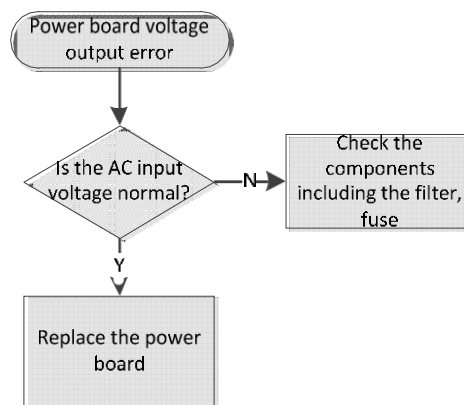 Power board voltage
output error
Is the AC input
voltage normal?
N
Check the
components
including the filter,
fuse
Y
Replace the power
board